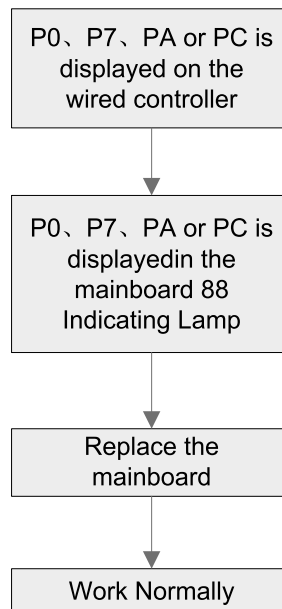 P0、P7、PA or PC is
displayed on the
wired controller
P0、P7、PA or PC is
displayedin the
mainboard 88
Indicating Lamp
Replace the
mainboard
Work Normally